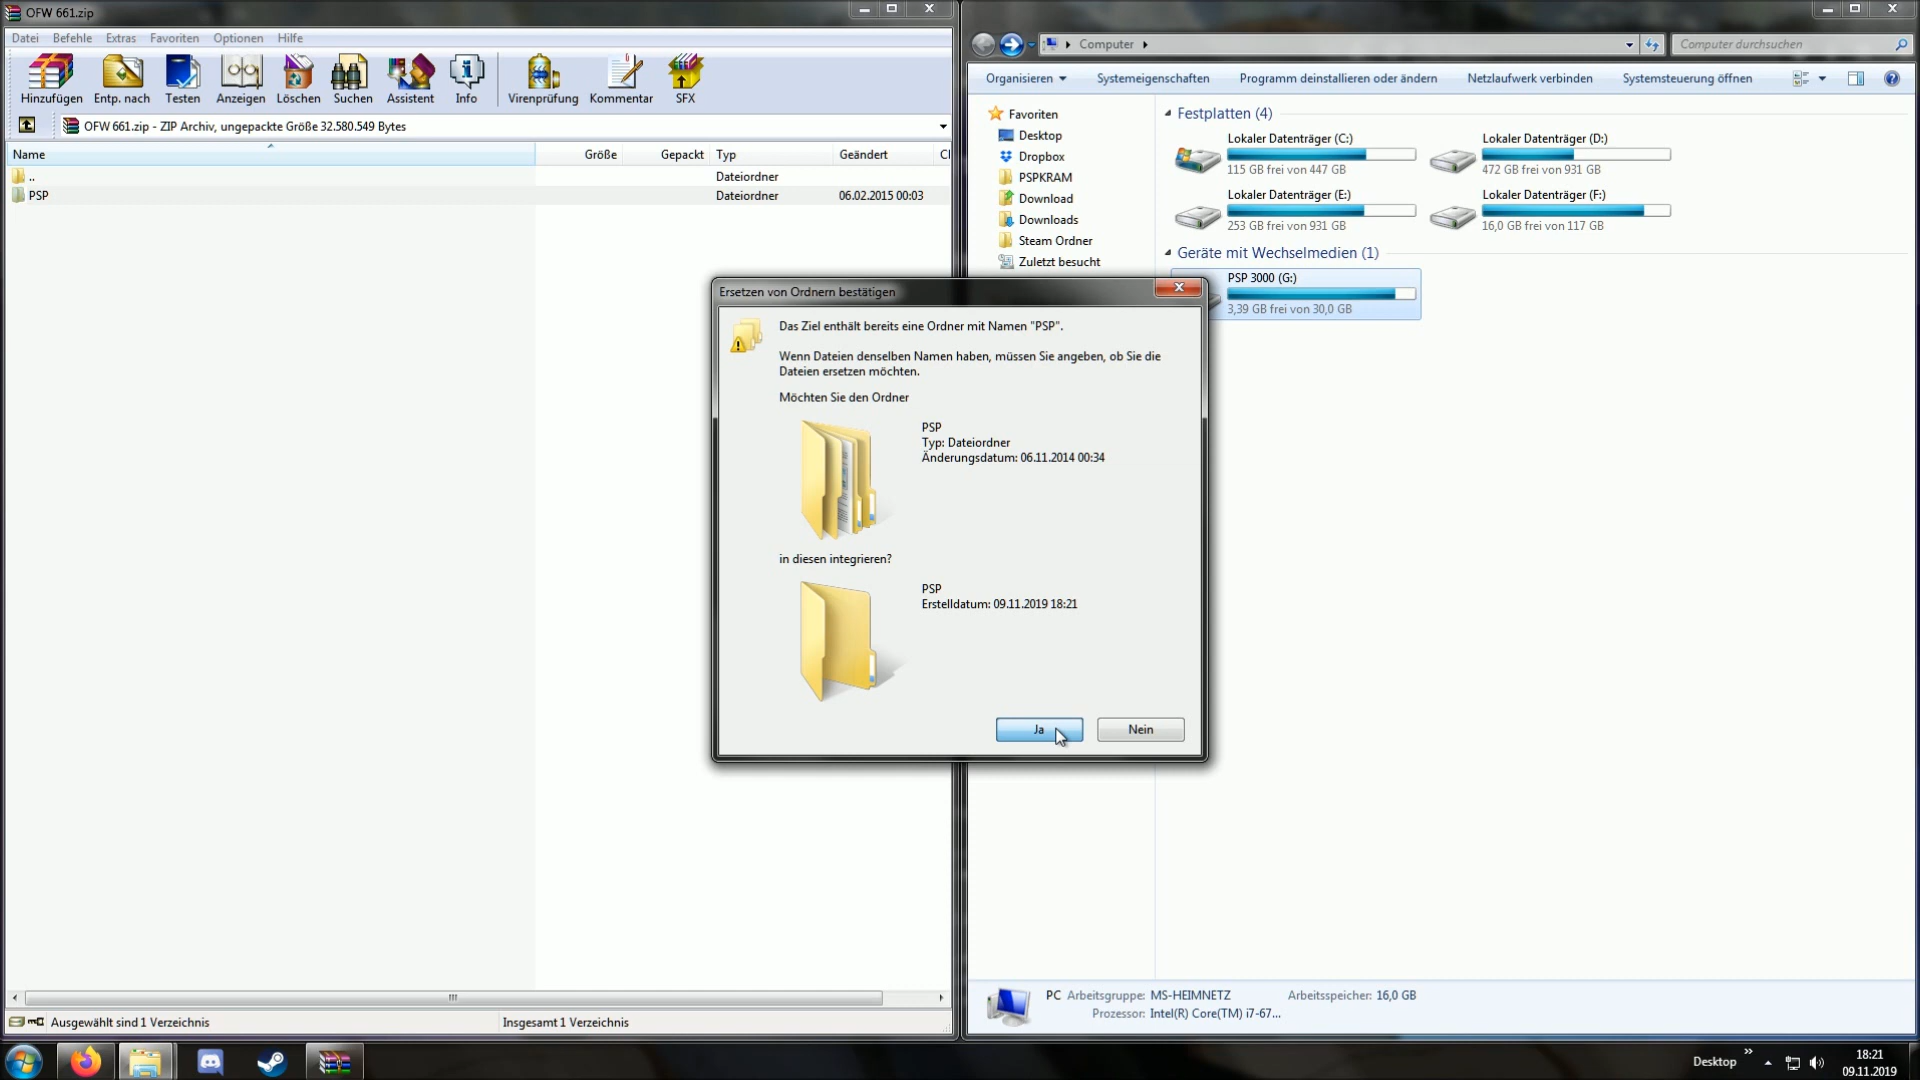 OFW 661.zip
Datei Befehle Extras Favoriten Optionen Hilfe
Hinzufügen Entp. nach Testen Anzeigen Löschen Suchen Assistent Info Virenprüfung Kommentar SFX
OFW 661.zip - ZIP Archiv, ungepackte Größe 32.580.549 Bytes
Name Größe Gepackt Typ Geändert
.. Dateiordner
PSP Dateiordner 06.02.2015 00:03
Ausgewählt sind 1 Verzeichnis Insgesamt 1 Verzeichnis
Computer
Computer durchsuchen
Organisieren Systemeigenschaften Programm deinstallieren oder ändern Netzlaufwerk verbinden Systemsteuerung öffnen
Favoriten
Desktop
Dropbox
PSPKRAM
Download
Downloads
Steam Ordner
Zuletzt besucht
Festplatten (4)
Lokaler Datenträger (C:)
115 GB frei von 447 GB
Lokaler Datenträger (D:)
472 GB frei von 931 GB
Lokaler Datenträger (E:)
253 GB frei von 931 GB
Lokaler Datenträger (F:)
16,0 GB frei von 117 GB
Geräte mit Wechselmedien (1)
PSP 3000 (G:)
3,39 GB frei von 30,0 GB
Ersetzen von Ordnern bestätigen
Das Ziel enthält bereits eine Ordner mit Namen "PSP".
Wenn Dateien denselben Namen haben, müssen Sie angeben, ob Sie die
Dateien ersetzen möchten.
Möchten Sie den Ordner
PSP
Typ: Dateiordner
Änderungsdatum: 06.11.2014 00:34
in diesen integrieren?
PSP
Erstelldatum: 09.11.2019 18:21
Ja Nein
PC Arbeitsgruppe: MS-HEIMNETZ Arbeitsspeicher: 16,0 GB
Prozessor: Intel(R) Core(TM) i7-67...
Desktop
18:21
09.11.2019